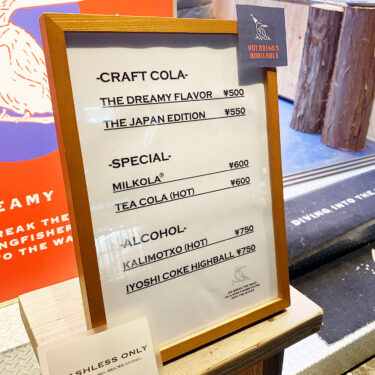 HOT DRINKS
AVAILABLE
-CRAFT COLA-
THE DREAMY FLAVOR ¥500
THE JAPAN EDITION ¥550
-SPECIAL-
MILKOLA® ¥600
TEA COLA (HOT) ¥600
-ALCOHOL-
KALIMOTXO (HOT) ¥750
IYOSHI COKE HIGHBALL ¥750
EAMY
REAK THE
NGFISHER
TO THE WA
DIVING INTO THE
ASHLESS ONLY